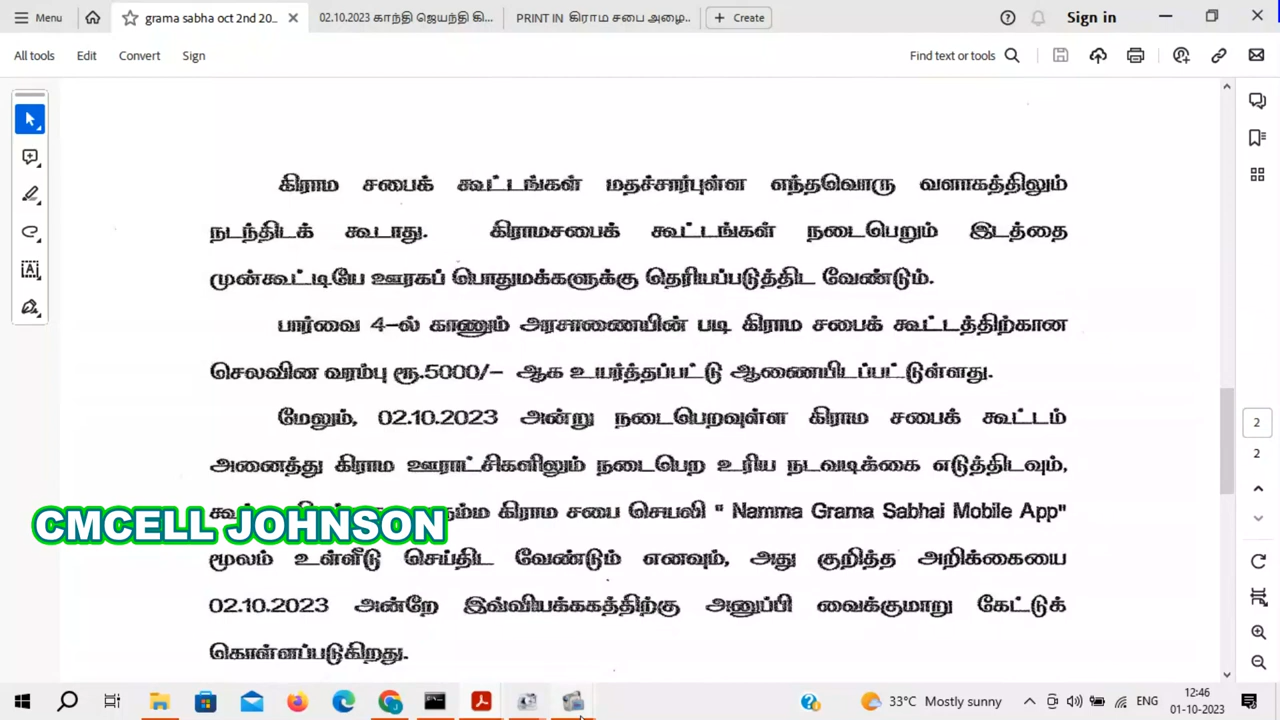 Menu
grama sabha oct 2nd 20...
02.10.2023 காந்தி ஜெயந்தி கி...
PRINT IN கிராம சபை அழை..
Create
Sign in
All tools
Edit
Convert
Sign
Find text or tools
கிராம சபைக் கூட்டங்கள் மதச்சார்புள்ள எந்தவொரு வளாகத்திலும்
நடந்திடக் கூடாது. கிராமசபைக் கூட்டங்கள் நடைபெறும் இடத்தை
முன்கூட்டியே ஊரகப் பொதுமக்களுக்கு தெரியப்படுத்திட வேண்டும்.
பார்வை 4-ல் காணும் அரசாணையின் படி கிராம சபைக் கூட்டத்திற்கான
செலவின வரம்பு ரூ.5000/- ஆக உயர்த்தப்பட்டு ஆணையிடப்பட்டுள்ளது.
மேலும், 02.10.2023 அன்று நடைபெறவுள்ள கிராம சபைக் கூட்டம்
அனைத்து கிராம ஊராட்சிகளிலும் நடைபெற உரிய நடவடிக்கை எடுத்திடவும்,
கிராம சபை செயலி " Namma Grama Sabhai Mobile App"
CMCELL JOHNSON
மூலம் உள்ளீடு செய்திட வேண்டும் எனவும், அது குறித்த அறிக்கையை
02.10.2023 அன்றே இவ்வியக்ககத்திற்கு அனுப்பி வைக்குமாறு கேட்டுக்
கொள்ளப்படுகிறது.
2
2
33°C Mostly sunny
ENG
12:46
01-10-2023